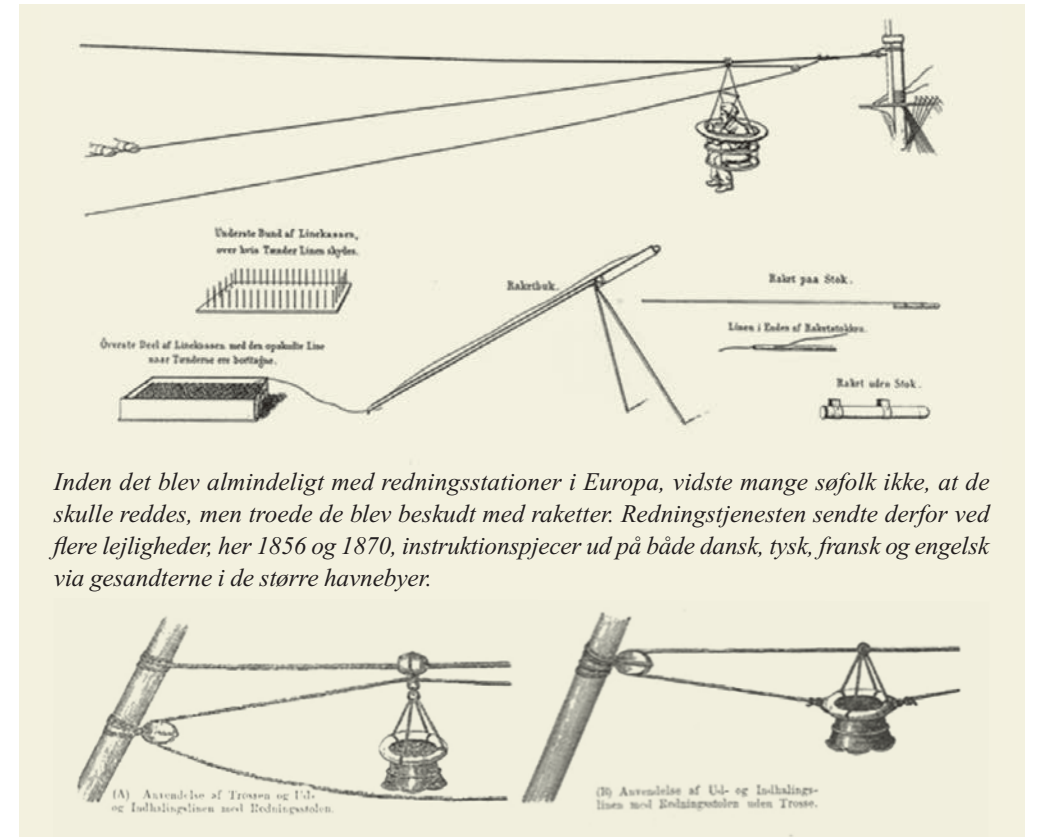 Underste Bund af Linekassen,
over hvis Tænder Linen skydes.
Raketbuk.
Raket paa Stok.
Linen i Enden af Raketstokken.
Överste Deel af Linekassen med den opskudte Line
naar Tænderne ere borttagne.
Raket uden Stok.
Inden det blev almindeligt med redningsstationer i Europa, vidste mange søfolk ikke, at de
skulle reddes, men troede de blev beskudt med raketter. Redningstjenesten sendte derfor ved
flere lejligheder, her 1856 og 1870, instruktionspjecer ud på både dansk, tysk, fransk og engelsk
via gesandterne i de større havnebyer.
(A) Anvendelse af Trossen og Ud-
og Indhalingslinen med Redningsstolen.
(B) Anvendelse af Ud- og Indhalings-
linen med Redningsstolen uden Trosse.